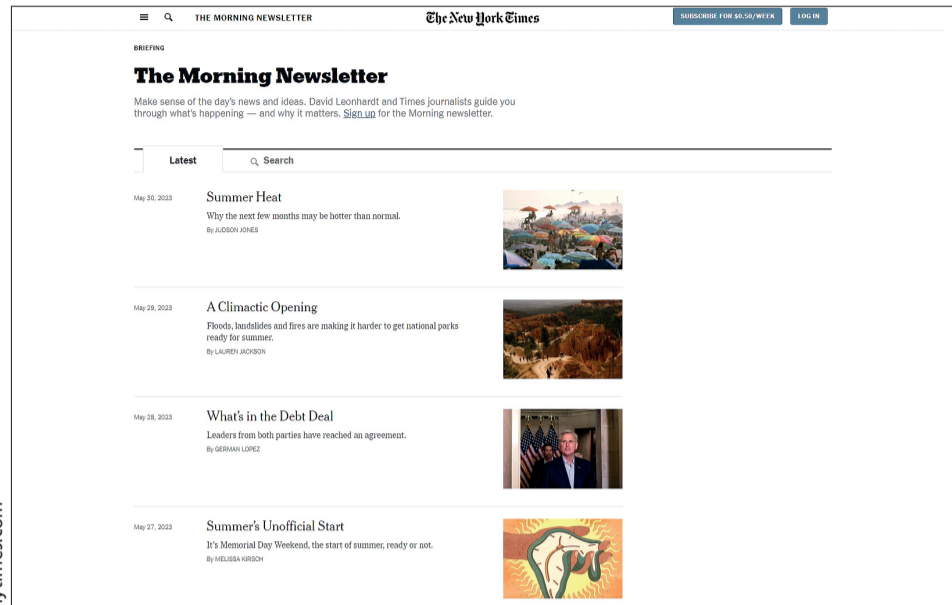 THE MORNING NEWSLETTER
The New York Times
SUBSCRIBE FOR $0.50/WEEK
LOG IN
BRIEFING
The Morning Newsletter
Make sense of the day's news and ideas. David Leonhardt and Times journalists guide you
through what's happening — and why it matters. Sign up for the Morning newsletter.
Latest
Search
May 30, 2023
Summer Heat
Why the next few months may be hotter than normal.
By JUDSON JONES
May 29, 2023
A Climactic Opening
Floods, landslides and fires are making it harder to get national parks
ready for summer.
By LAUREN JACKSON
May 28, 2023
What's in the Debt Deal
Leaders from both parties have reached an agreement.
By GERMAN LOPEZ
May 27, 2023
Summer's Unofficial Start
It's Memorial Day Weekend, the start of summer, ready or not.
By MELISSA KIRSCH